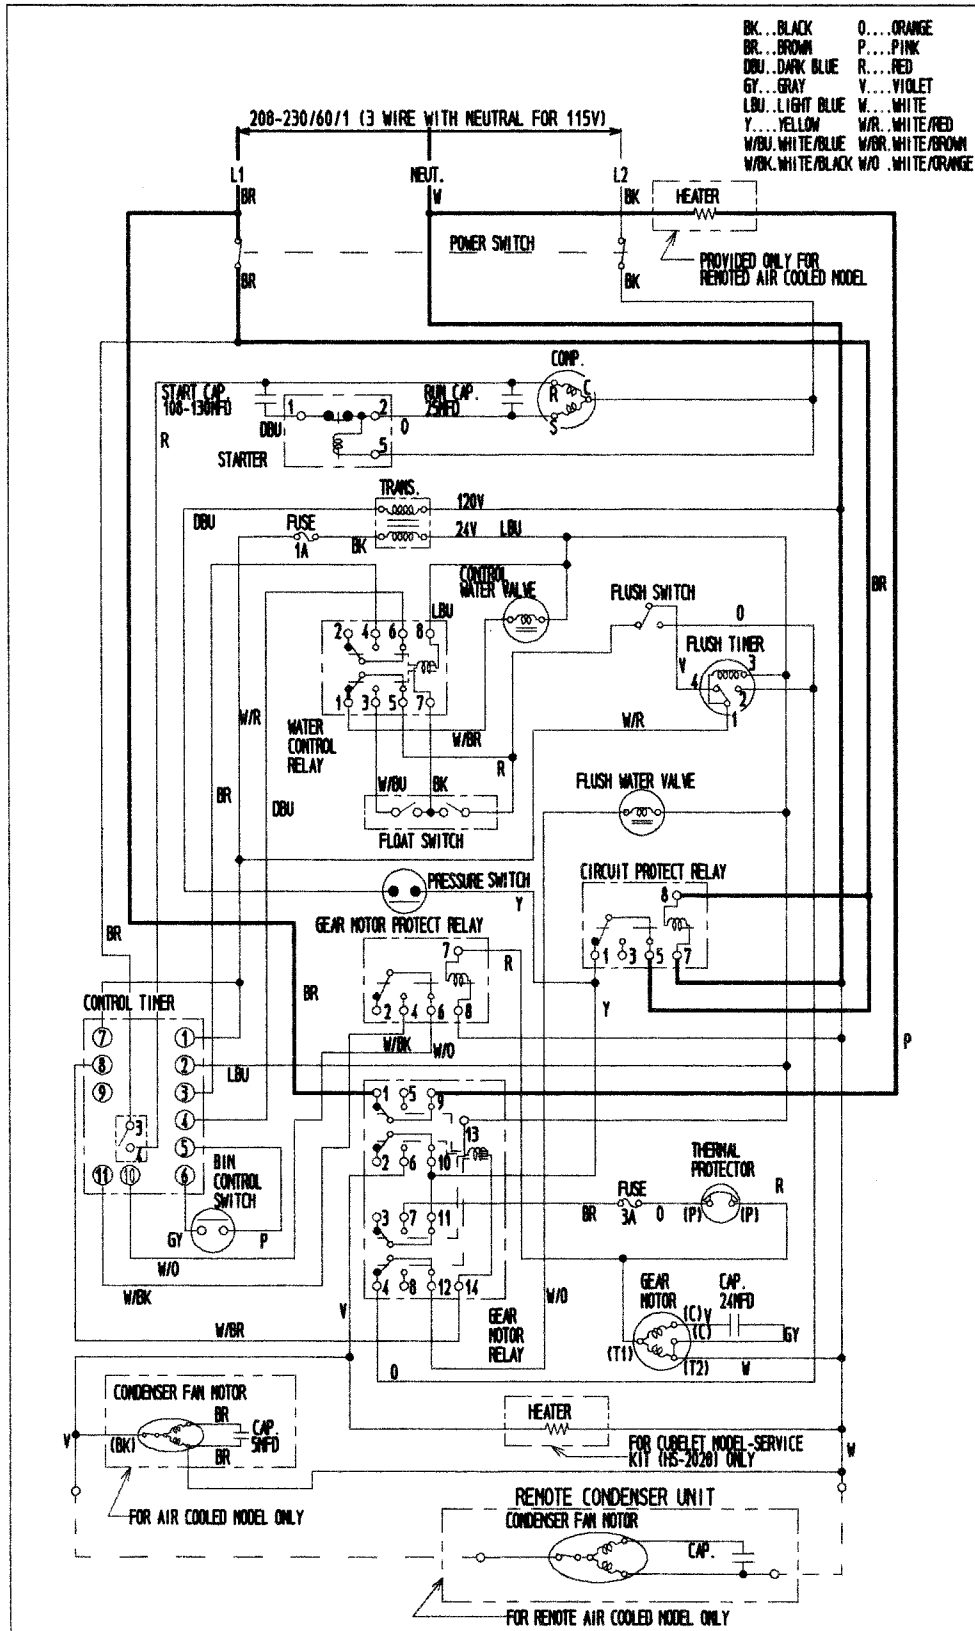 BK...BLACK O....ORANGE
BR...BROWN P....PINK
DBU..DARK BLUE R....RED
GY...GRAY V....VIOLET
LBU..LIGHT BLUE W....WHITE
Y....YELLOW W/R..WHITE/RED
W/BU.WHITE/BLUE W/BR.WHITE/BROWN
W/BK.WHITE/BLACK W/O .WHITE/ORANGE
208-230/60/1 (3 WIRE WITH NEUTRAL FOR 115V)
L1 NEUT. L2
BR W BK HEATER
POWER SWITCH
PROVIDED ONLY FOR
REMOTED AIR COOLED MODEL
BR BK
COMP.
START CAP.
108-130MFD
RUN CAP.
25MFD
R C
S
1 2
DBU O
5
R
STARTER
TRANS.
120V
DBU FUSE
1A
BK 24V LBU
BR
CONTROL
WATER VALVE
FLUSH SWITCH
O
LBU
2 4 6 8
FLUSH TIMER
V
3
4 2
1
1 3 5 7
W/R
WATER
CONTROL
RELAY
W/BR
W/R
R
BR
W/BU BK
DBU
FLUSH WATER VALVE
FLOAT SWITCH
PRESSURE SWITCH
Y
CIRCUIT PROTECT RELAY
8
1 3 5 7
GEAR MOTOR PROTECT RELAY
7
R
2 4 6 8
BR
BR
Y
CONTROL TIMER
W/BK W/O
P
7 1
8 2
LBU
9 3
4
3
4
5
11 10 6
BIN
CONTROL
SWITCH
GY P
1 5 9
13
2 6 10
3 7 11
4 8 12 14
THERMAL
PROTECTOR
BR FUSE
3A
O (P) (P) R
W/O
W/BK
W/BR
V
W/O
GEAR
MOTOR
RELAY
GEAR
MOTOR
CAP.
24MFD
(C)V
(C)
GY
(T1)
(T2) W
O
CONDENSER FAN MOTOR
BR
V (BK) CAP.
5MFD
BR
HEATER
FOR CUBELET MODEL-SERVICE
KIT (HS-2028) ONLY
W
FOR AIR COOLED MODEL ONLY
REMOTE CONDENSER UNIT
CONDENSER FAN MOTOR
CAP.
FOR REMOTE AIR COOLED MODEL ONLY